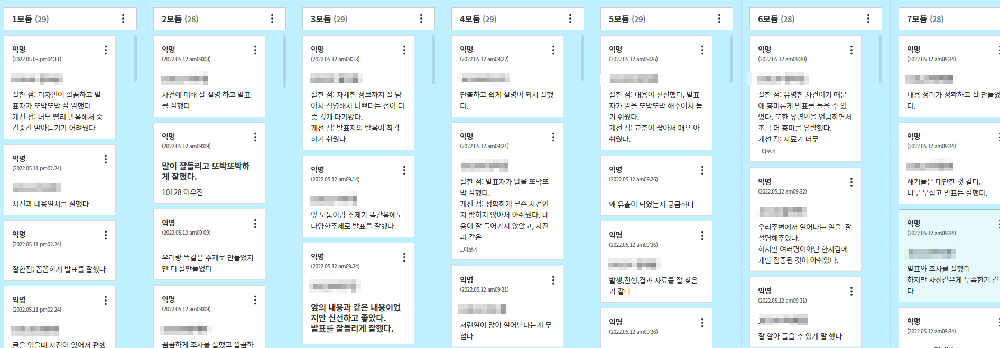 1모둠 (29)
익명
(2022.05.03 pm04:11)
잘한 점: 디자인이 깔끔하고 발
표자가 또박또박 잘 말했다
개선 점: 너무 빨리 발음해서 중
간중간 알아듣기가 어려웠다
익명
(2022.05.11 pm02:24)
사진과 내용일치를 잘했다
익명
(2022.05.11 pm02:24)
잘한점; 꼼꼼하게 발표를 잘했다
익명
(2022.05.11 pm02:24)
글을 읽을때 사진이 있어서 편했
2모둠 (28)
익명
(2022.05.12 am09:08)
사건에 대해 잘 설명 하고 발표
를 잘했다
익명
(2022.05.12 am09:09)
말이 잘들리고 또박또박하
게 잘했다.
10128 이우진
익명
(2022.05.12 am09:09)
우리랑 똑같은 주제로 만들었지
만 더 잘만들었다
익명
(2022.05.12 am09:09)
꼼꼼하게 조사를 잘했고 깔끔하
3모둠 (29)
익명
(2022.05.12 am09:13)
잘한 점: 자세한 정보까지 잘 담
아서 설명해서 나쁘다는 점이 더
뜻 깊게 다가왔다.
개선 점: 발표자의 발음이 착각
하기 쉬웠다
익명
(2022.05.12 am09:14)
앞 모둠이랑 주제가 똑같음에도
다양한주제로 발표를 잘했다
익명
(2022.05.12 am09:24)
앞의 내용과 같은 내용이었
지만 신선하고 좋았다.
발표를 잘들리게 잘했다.
4모둠 (29)
익명
(2022.05.12 am09:22)
단출하고 쉽게 설명이 되서 잘했
다.
익명
(2022.05.12 am09:21)
잘한 점: 발표자가 말을 또박또
박 잘했다.
개선 점: 정확하게 무슨 사건인
지 밝히지 않아서 아쉬웠다. 내
용이 잘 들어가지 않았고, 사진
과 같은
...더보기
익명
(2022.05.12 am09:21)
저런일이 많이 일어난다는게 무
섭다
5모둠 (29)
익명
(2022.05.12 am09:26)
잘한 점: 내용이 신선했다. 발표
자가 말을 또박또박 해주어서 듣
기 쉬웠다.
개선 점: 교훈이 짧아서 매우 아
쉬웠다.
익명
(2022.05.12 am09:26)
왜 유출이 되었는지 궁금하다
익명
(2022.05.12 am09:26)
발생,진행,결과 자료를 잘 찾은
거 같다
익명
(2022.05.12 am09:26)
6모둠 (28)
익명
(2022.05.12 am09:30)
잘한 점: 유명한 사건이기 때문
에 흥미롭게 발표를 들을 수 있
었다. 또한 유명인을 언급하면서
조금 더 흥미를 유발했다.
개선 점: 자료가 너무
...더보기
익명
(2022.05.12 am09:32)
우리주변에서 일어나는 일을 잘
설명해주었다.
하지만 여러명이아닌 한사람에
게만 집중된 것이 아쉬었다.
익명
(2022.05.12 am09:31)
잘 알아 들을 수 있게 말 했다
7모둠 (28)
익명
(2022.05.12 am09:34)
내용 정리가 정확하고 잘 만들었
다.
익명
(2022.05.12 am09:34)
해커들은 대단한 것 같다.
너무 무섭고 발표는 잘했다.
익명
(2022.05.12 am09:34)
발표와 조사를 잘했다
하지만 사진같은게 부족한거 같
다
익명
(2022.05.12 am09:34)